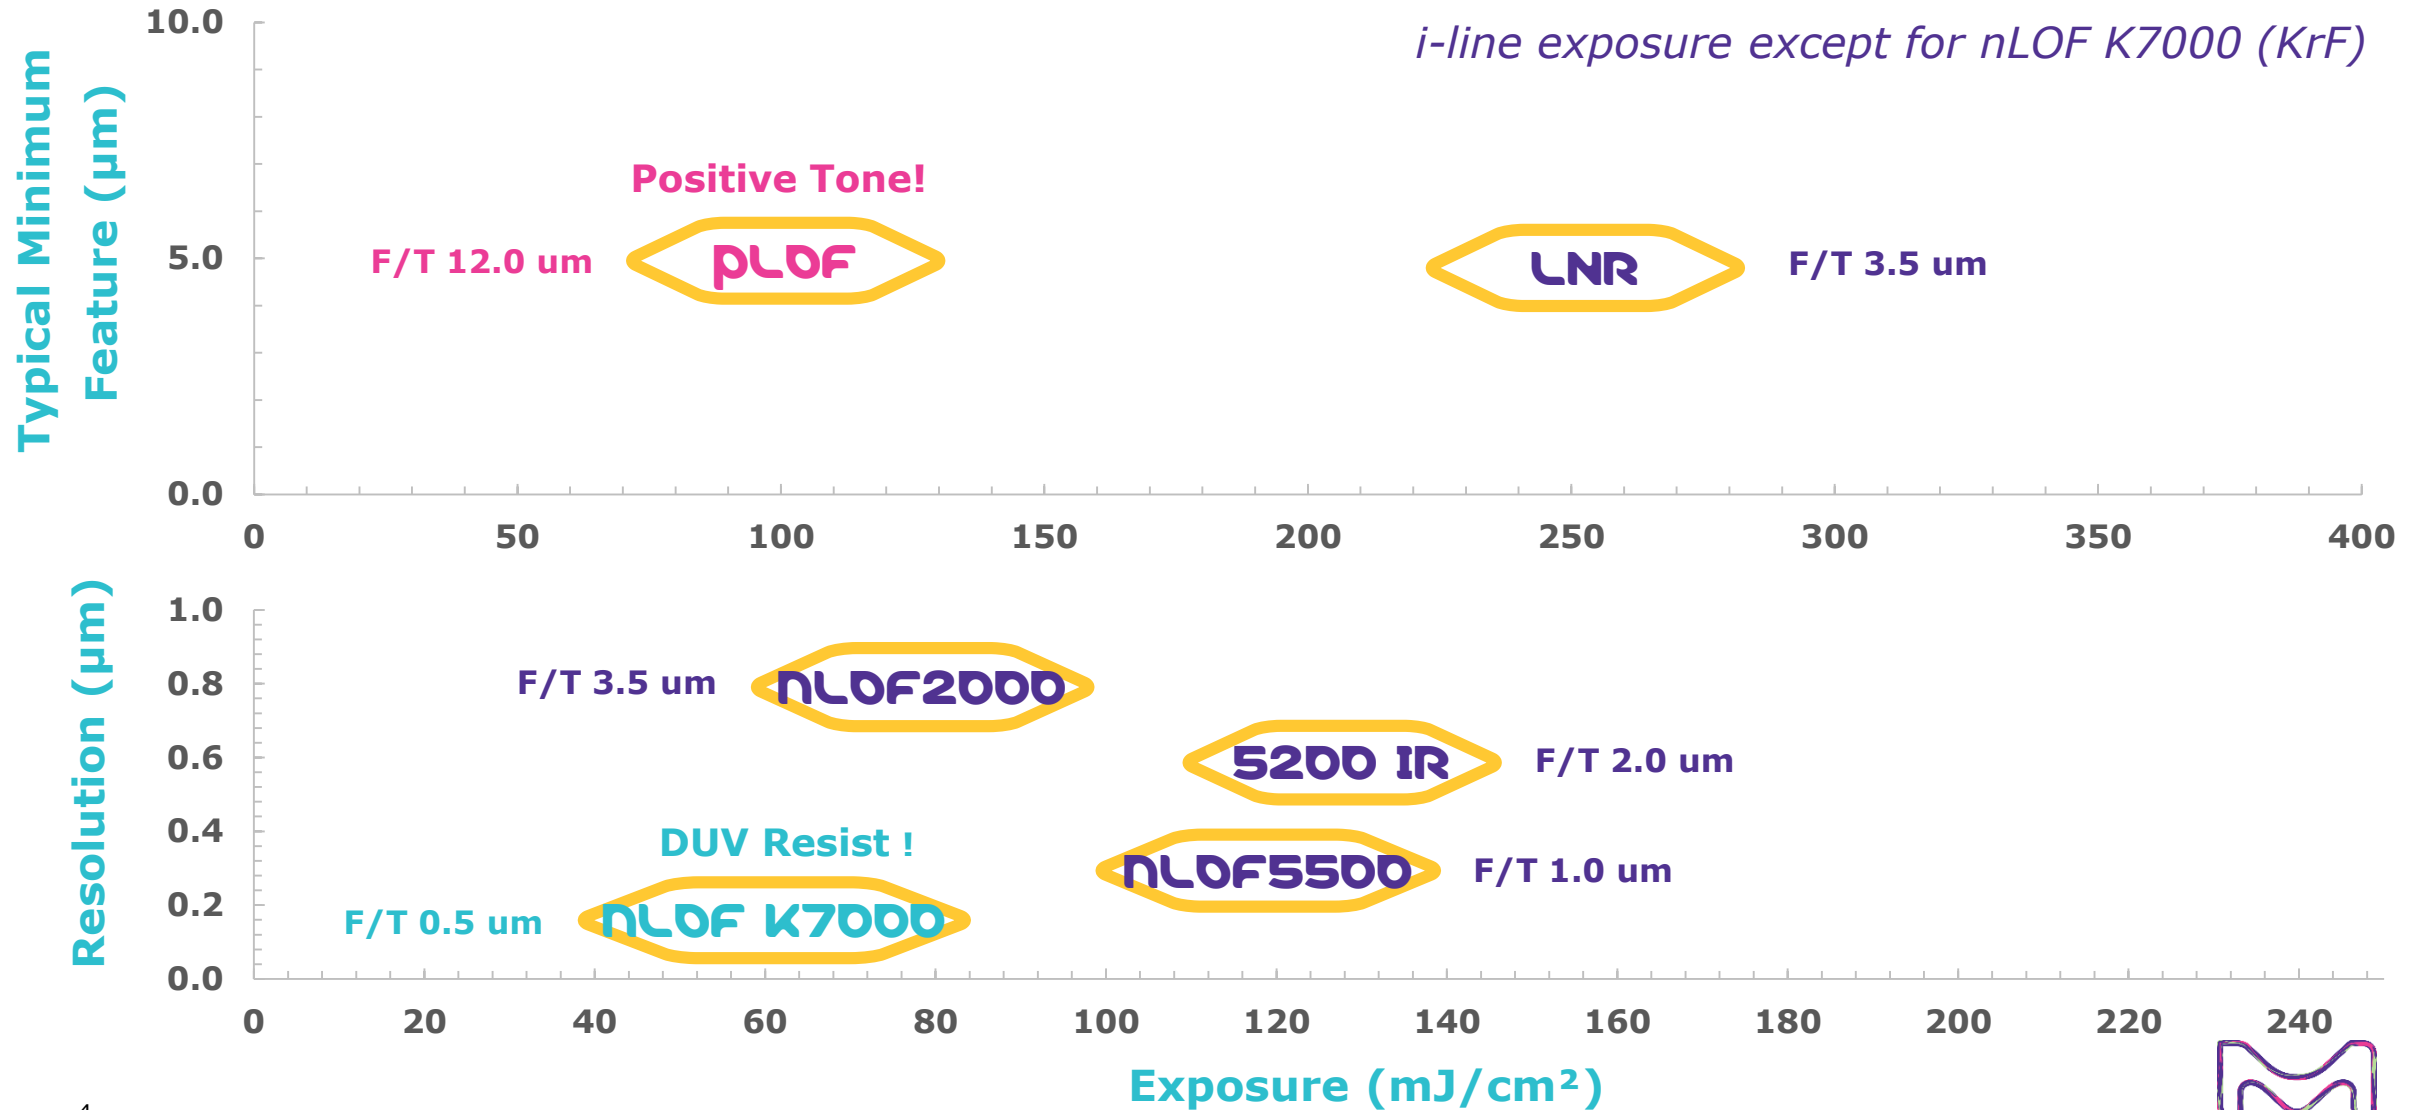 i-line exposure except for nLOF K7000 (KrF)
Typical Minimum
Feature (µm)
10.0
5.0
0.0
Positive Tone!
F/T 12.0 um
pLOF
LNR
F/T 3.5 um
0 50 100 150 200 250 300 350 400
Resolution (µm)
1.0
0.8
0.6
0.4
0.2
0.0
F/T 3.5 um
nLOF2000
5200 IR
F/T 2.0 um
DUV Resist !
nLOF5500
F/T 1.0 um
F/T 0.5 um
nLOF K7000
0 20 40 60 80 100 120 140 160 180 200 220 240
Exposure (mJ/cm²)
4